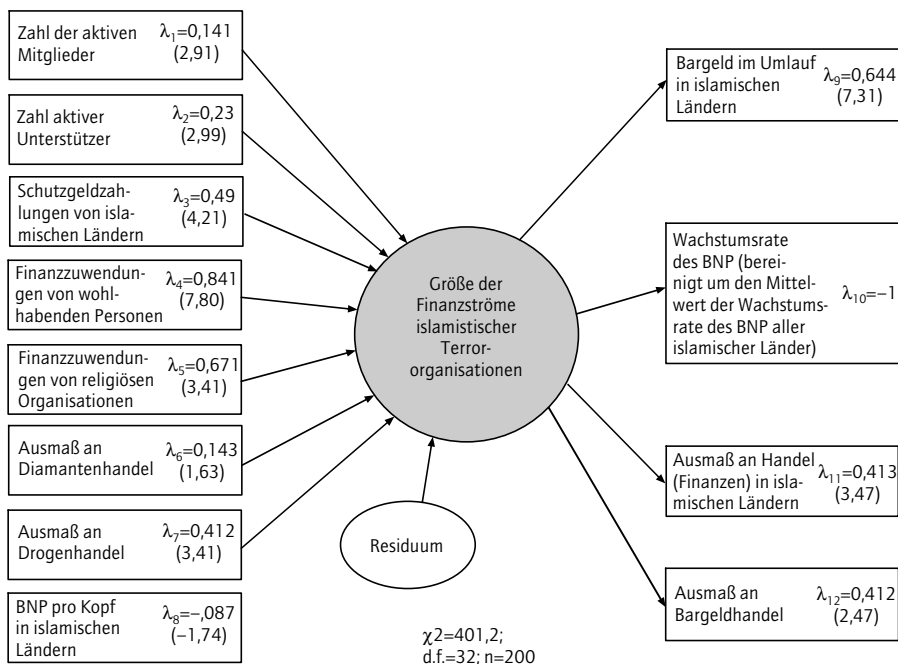 Zahl der aktiven
Mitglieder
λ1=0,141
(2,91)
Zahl aktiver
Unterstützer
λ2=0,23
(2,99)
Schutzgeldzah-
lungen von isla-
mischen Ländern
λ3=0,49
(4,21)
Finanzzuwendun-
gen von wohl-
habenden Personen
λ4=0,841
(7,80)
Finanzzuwendun-
gen von religiösen
Organisationen
λ5=0,671
(3,41)
Ausmaß an
Diamantenhandel
λ6=0,143
(1,63)
Ausmaß an
Drogenhandel
λ7=0,412
(3,41)
BNP pro Kopf
in islamischen
Ländern
λ8=–,087
(–1,74)
Größe der
Finanzströme
islamistischer
Terror-
organisationen
Residuum
χ2=401,2;
d.f.=32; n=200
Bargeld im Umlauf
in islamischen
Ländern
λ9=0,644
(7,31)
Wachstumsrate
des BNP (berei-
nigt um den Mittel-
wert der Wachstums-
rate des BNP aller
islamischer Länder)
λ10=–1
Ausmaß an Handel
(Finanzen) in isla-
mischen Ländern
λ11=0,413
(3,47)
Ausmaß an
Bargeldhandel
λ12=0,412
(2,47)